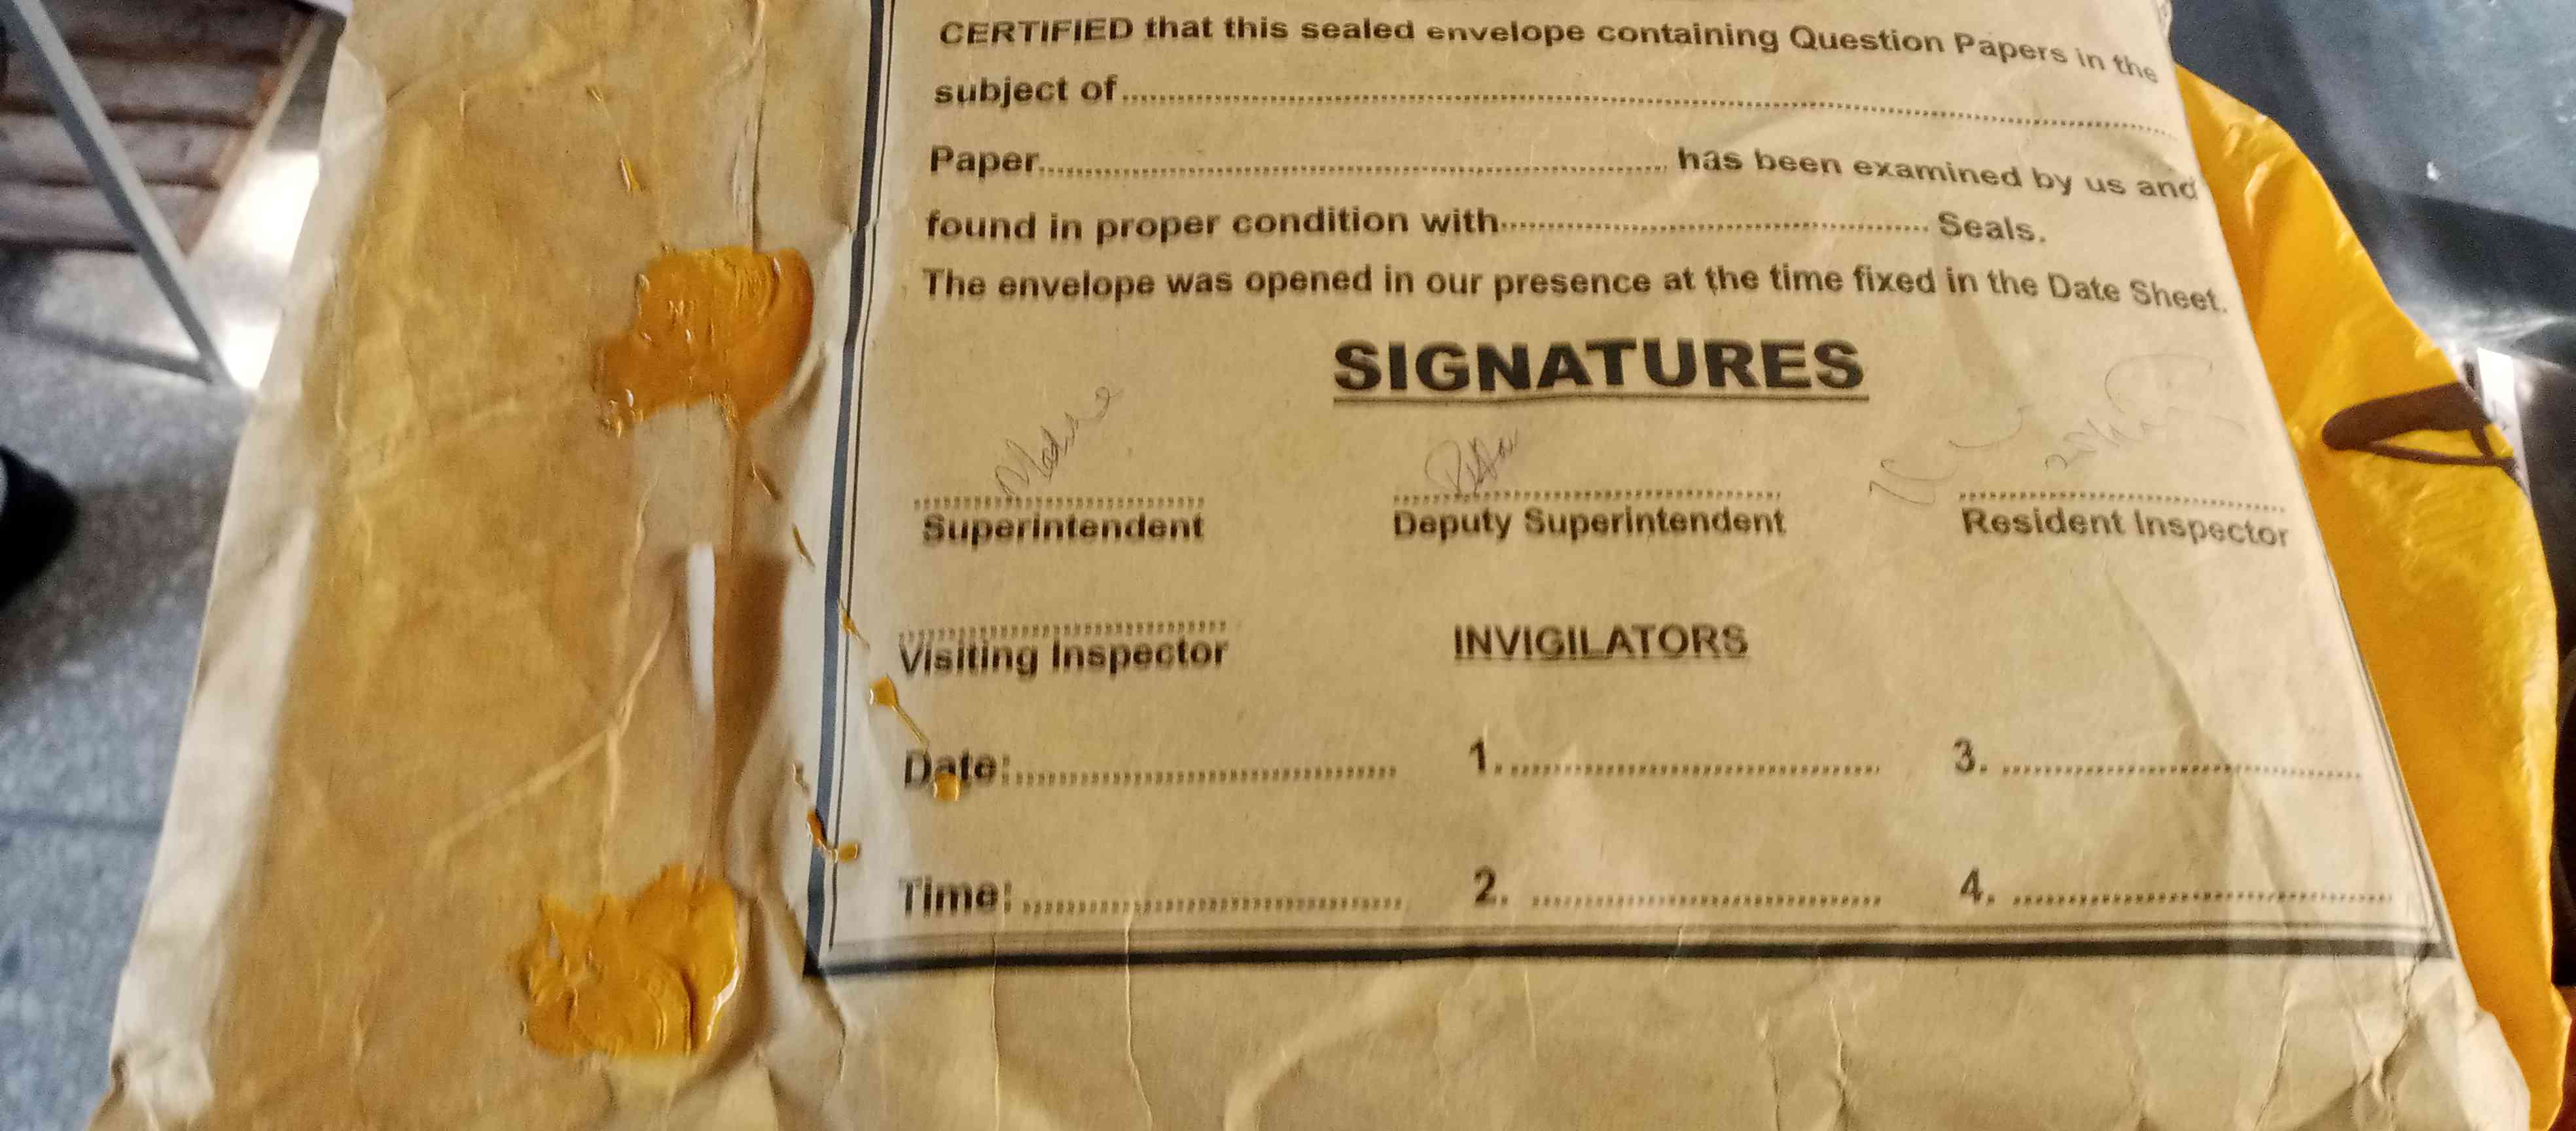 CERTIFIED that this sealed envelope containing Question Papers in the
subject of........................................
Paper........................................ has been examined by us and
found in proper condition with........................................ Seals.
The envelope was opened in our presence at the time fixed in the Date Sheet.
SIGNATURES
Superintendent Deputy Superintendent Resident Inspector
Visiting Inspector INVIGILATORS
Date:........................................ 1......................................... 3. ........................................
Time:........................................ 2. ........................................ 4. ........................................